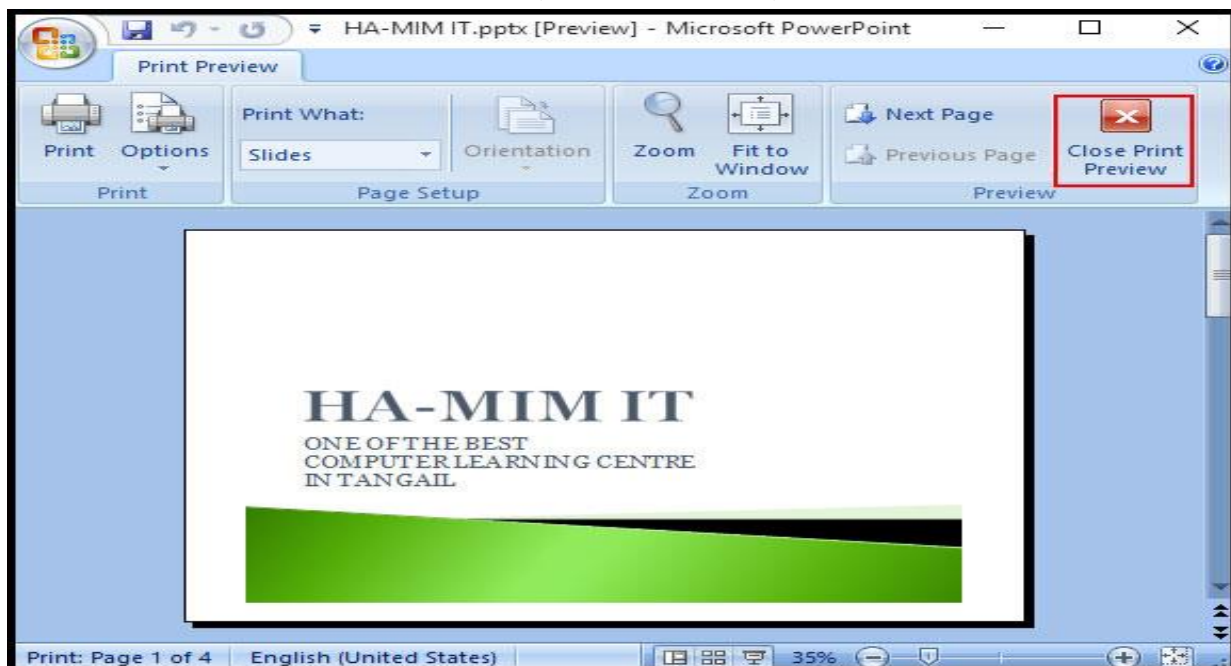 HA-MIM IT.pptx [Preview] - Microsoft PowerPoint
Print Preview
Print
Options
Print
Print What:
Slides
Orientation
Page Setup
Zoom
Fit to
Window
Zoom
Next Page
Previous Page
Close Print
Preview
Preview
HA-MIM IT
ONE OF THE BEST
COMPUTER LEARNING CENTRE
IN TANGAIL
Print: Page 1 of 4
English (United States)
35%